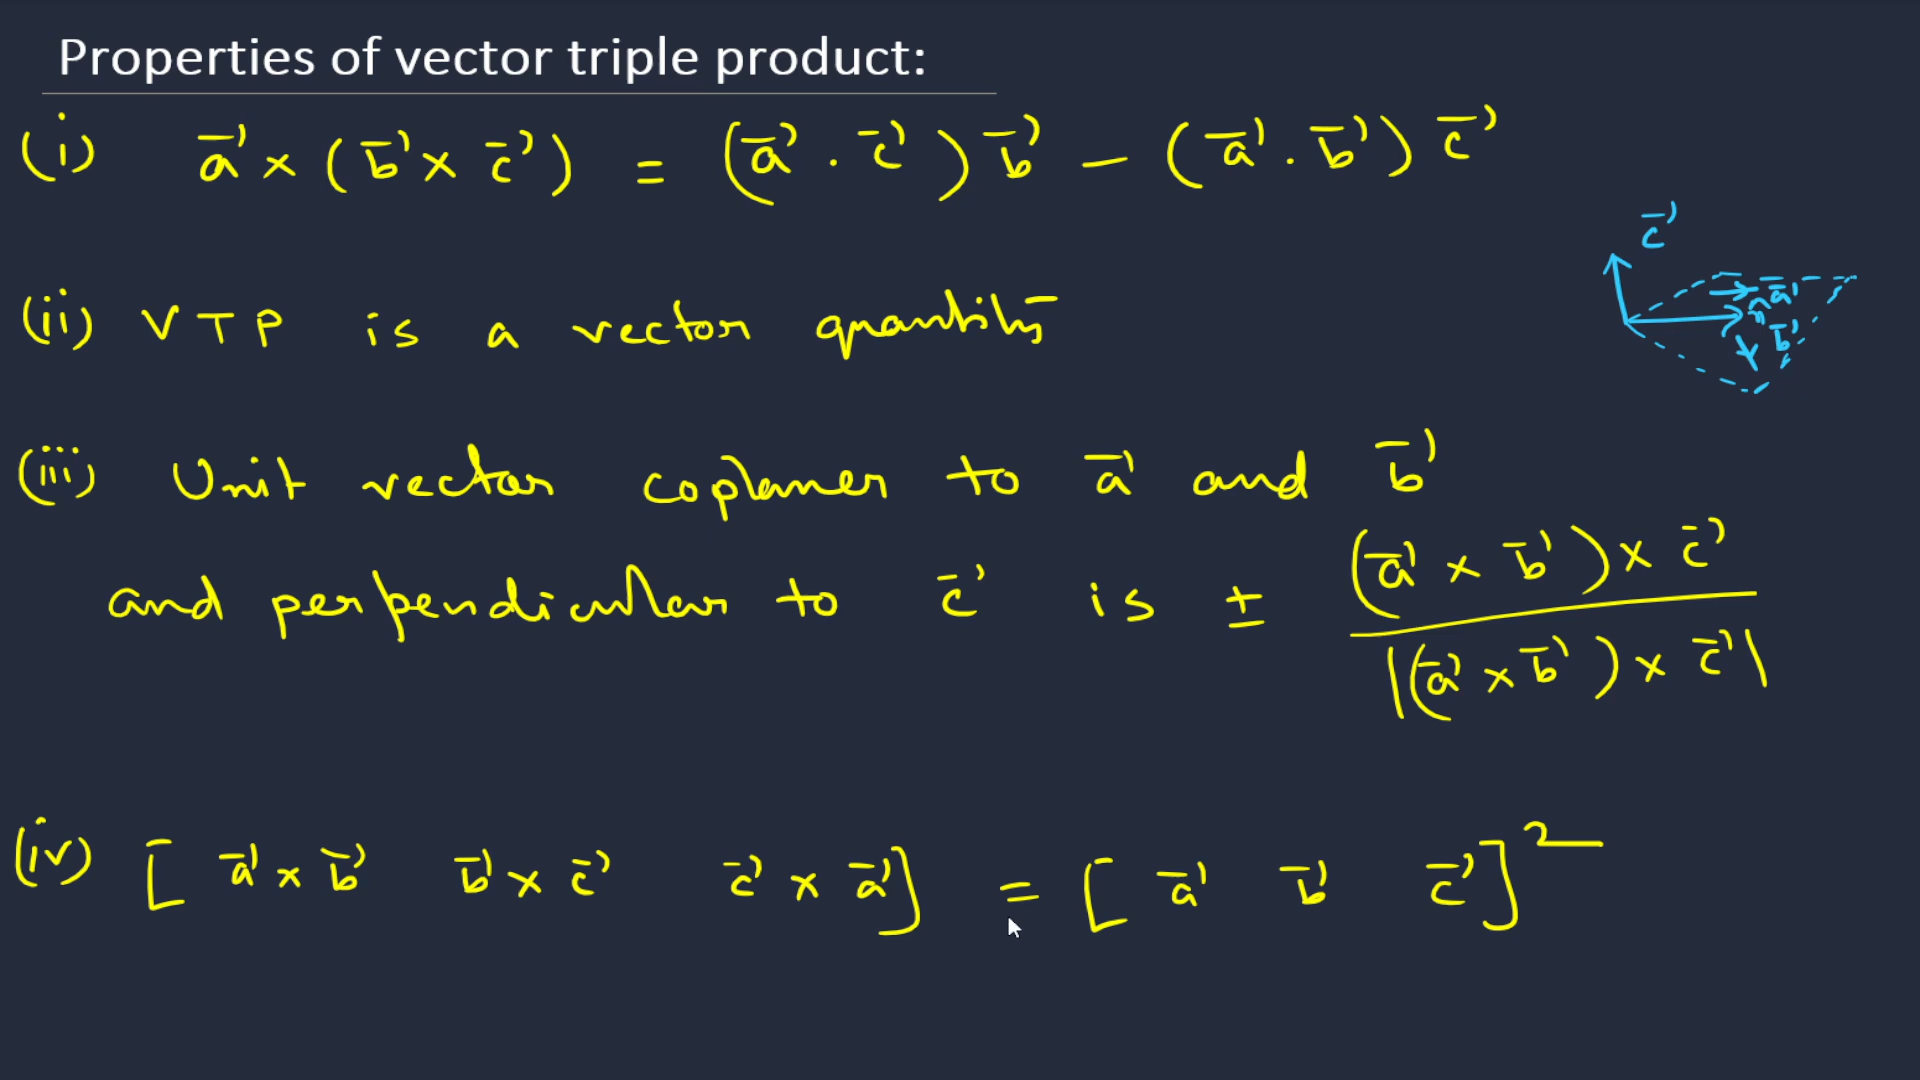 Properties of vector triple product:
(i) a⃗ × (b⃗ × c⃗) = (a⃗ . c⃗) b⃗ − (a⃗ . b⃗) c⃗
c⃗
a⃗
b⃗
(ii) VTP is a vector quantity
(iii) Unit vector coplaner to a⃗ and b⃗
and perpendicular to c⃗ is ± (a⃗ × b⃗) × c⃗
|(a⃗ × b⃗) × c⃗|
(iv) [a⃗ × b⃗ b⃗ × c⃗ c⃗ × a⃗] = [a⃗ b⃗ c⃗]²